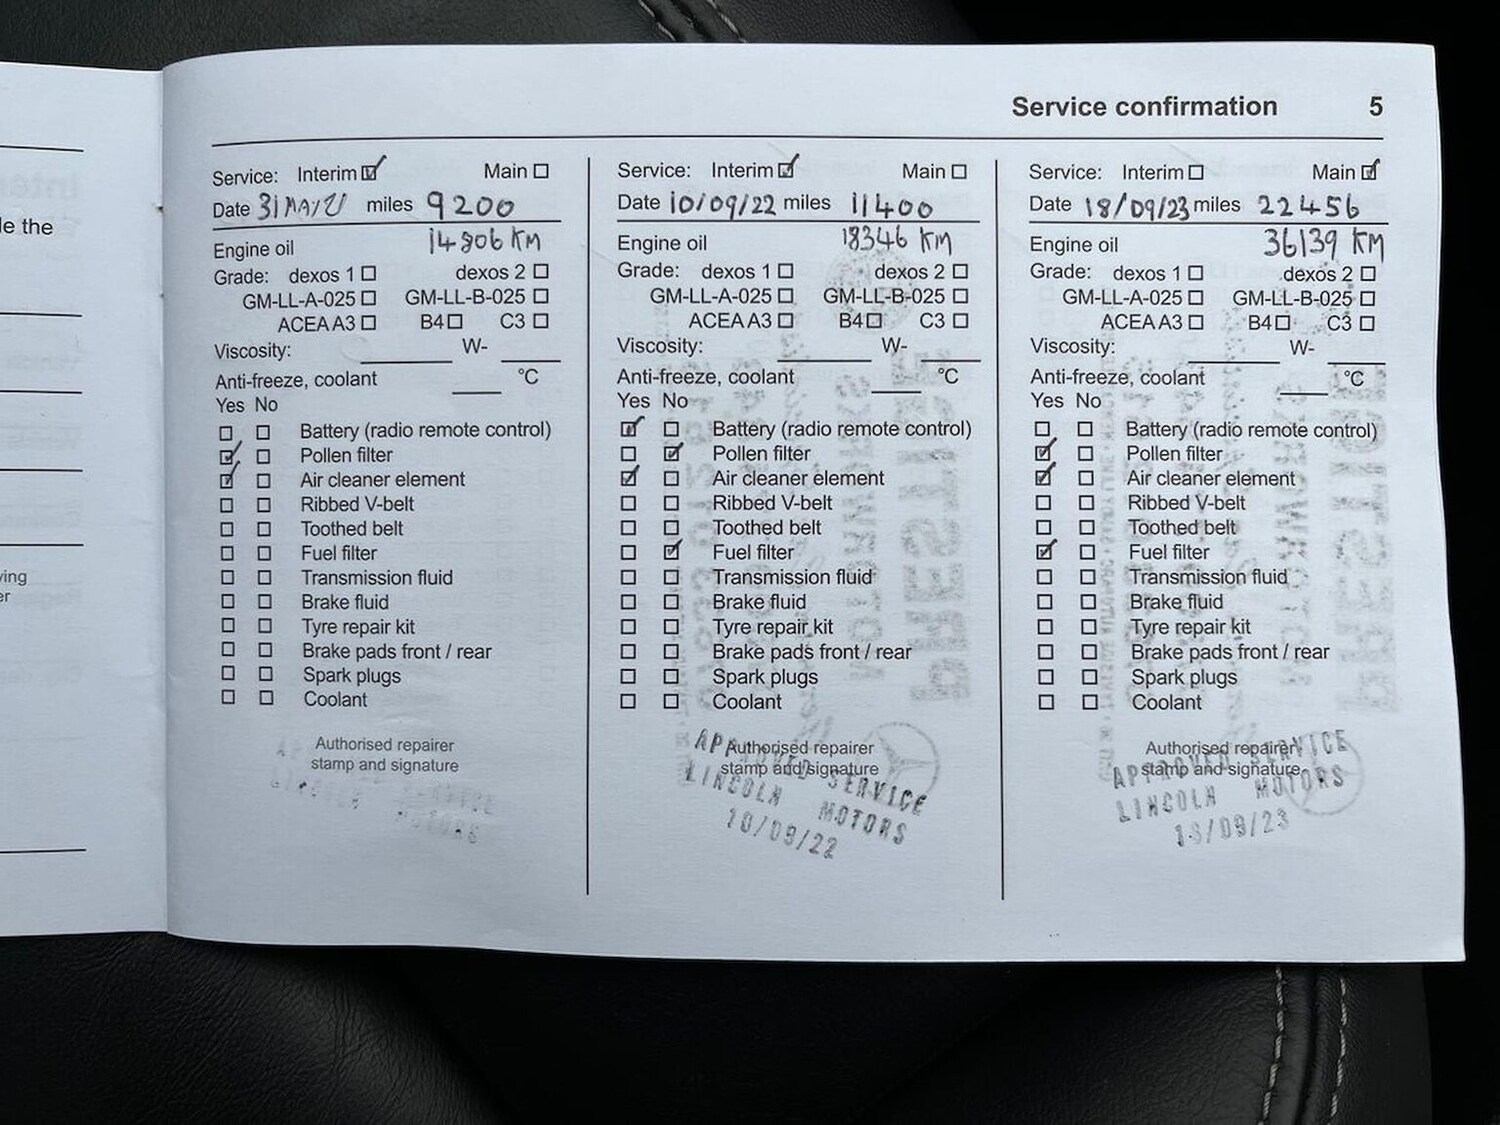 le the
ying
er
Service confirmation 5
Service: Interim Main
Date 31 MAY/21 miles 9200
Engine oil 14806 KM
Grade: dexos 1 dexos 2
GM-LL-A-025 GM-LL-B-025
ACEA A3 B4 C3
Viscosity: W-
Anti-freeze, coolant °C
Yes No
Battery (radio remote control)
Pollen filter
Air cleaner element
Ribbed V-belt
Toothed belt
Fuel filter
Transmission fluid
Brake fluid
Tyre repair kit
Brake pads front / rear
Spark plugs
Coolant
Authorised repairer
stamp and signature
Service: Interim Main
Date 10/09/22 miles 11400
Engine oil 18346 KM
Grade: dexos 1 dexos 2
GM-LL-A-025 GM-LL-B-025
ACEA A3 B4 C3
Viscosity: W-
Anti-freeze, coolant °C
Yes No
Battery (radio remote control)
Pollen filter
Air cleaner element
Ribbed V-belt
Toothed belt
Fuel filter
Transmission fluid
Brake fluid
Tyre repair kit
Brake pads front / rear
Spark plugs
Coolant
Authorised repairer
stamp and signature
APPROVED SERVICE
LINCOLN MOTORS
10/09/22
Service: Interim Main
Date 18/09/23 miles 22456
Engine oil 36139 KM
Grade: dexos 1 dexos 2
GM-LL-A-025 GM-LL-B-025
ACEA A3 B4 C3
Viscosity: W-
Anti-freeze, coolant °C
Yes No
Battery (radio remote control)
Pollen filter
Air cleaner element
Ribbed V-belt
Toothed belt
Fuel filter
Transmission fluid
Brake fluid
Tyre repair kit
Brake pads front / rear
Spark plugs
Coolant
Authorised repairer
stamp and signature
APPROVED SERVICE
LINCOLN MOTORS
18/09/23